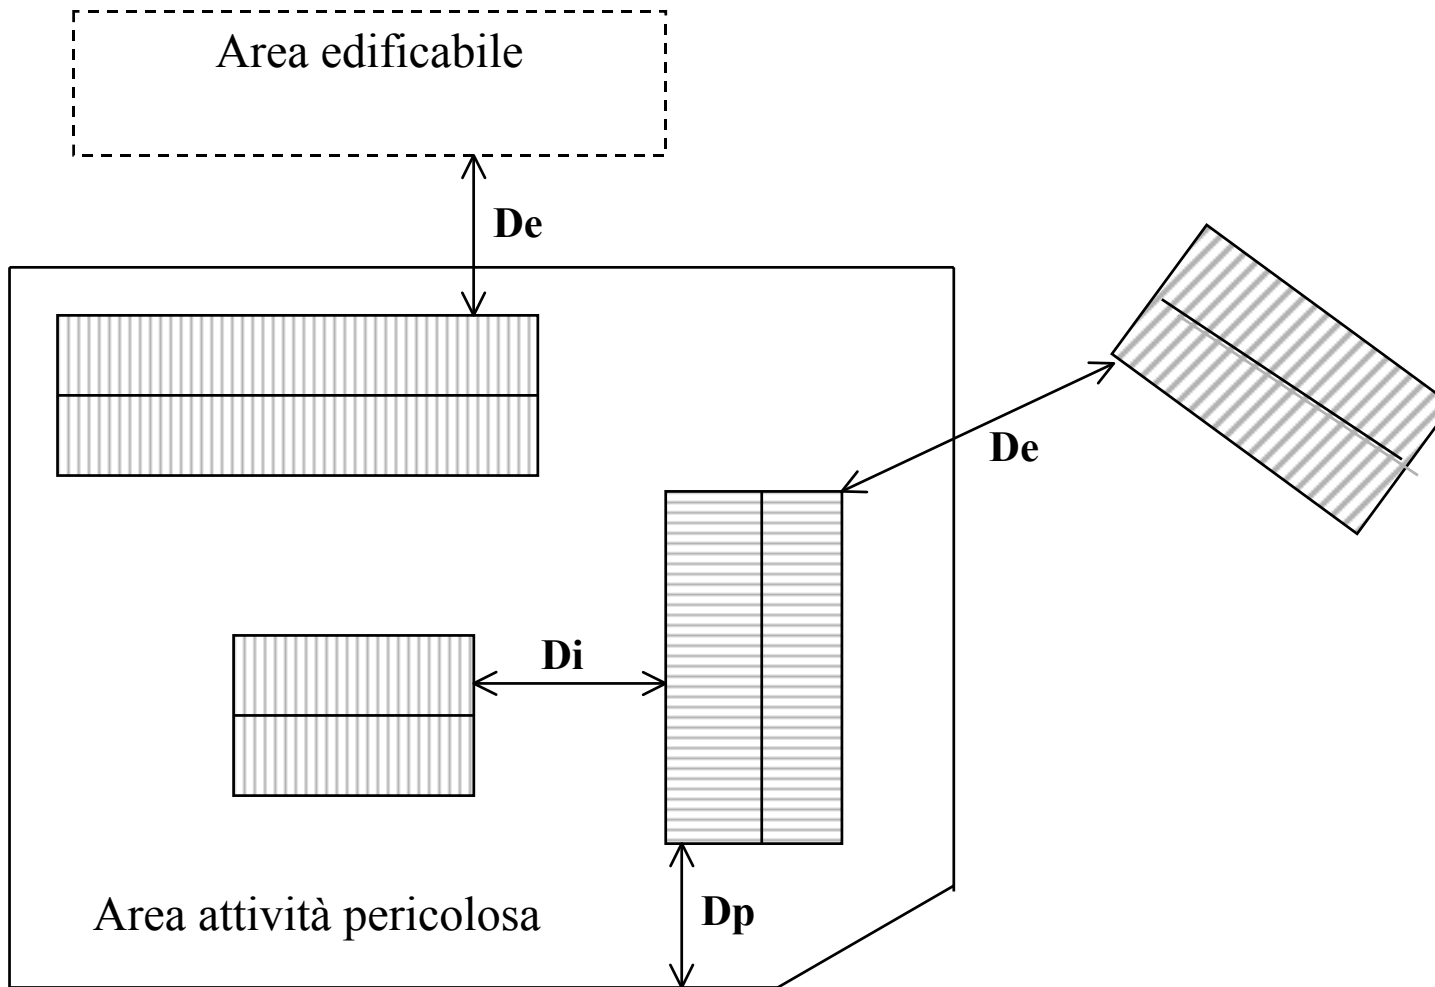 Area edificabile
De
De
Di
Area attività pericolosa
Dp